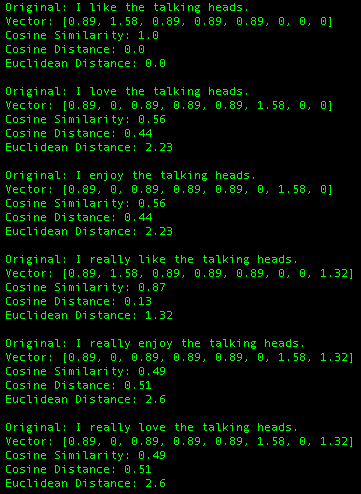 Original: I like the talking heads.
Vector: [0.89, 1.58, 0.89, 0.89, 0.89, 0, 0, 0]
Cosine Similarity: 1.0
Cosine Distance: 0.0
Euclidean Distance: 0.0
Original: I love the talking heads.
Vector: [0.89, 0, 0.89, 0.89, 0.89, 1.58, 0, 0]
Cosine Similarity: 0.56
Cosine Distance: 0.44
Euclidean Distance: 2.23
Original: I enjoy the talking heads.
Vector: [0.89, 0, 0.89, 0.89, 0.89, 0, 1.58, 0]
Cosine Similarity: 0.56
Cosine Distance: 0.44
Euclidean Distance: 2.23
Original: I really like the talking heads.
Vector: [0.89, 1.58, 0.89, 0.89, 0.89, 0, 0, 1.32]
Cosine Similarity: 0.87
Cosine Distance: 0.13
Euclidean Distance: 1.32
Original: I really enjoy the talking heads.
Vector: [0.89, 0, 0.89, 0.89, 0.89, 0, 1.58, 1.32]
Cosine Similarity: 0.49
Cosine Distance: 0.51
Euclidean Distance: 2.6
Original: I really love the talking heads.
Vector: [0.89, 0, 0.89, 0.89, 0.89, 1.58, 0, 1.32]
Cosine Similarity: 0.49
Cosine Distance: 0.51
Euclidean Distance: 2.6